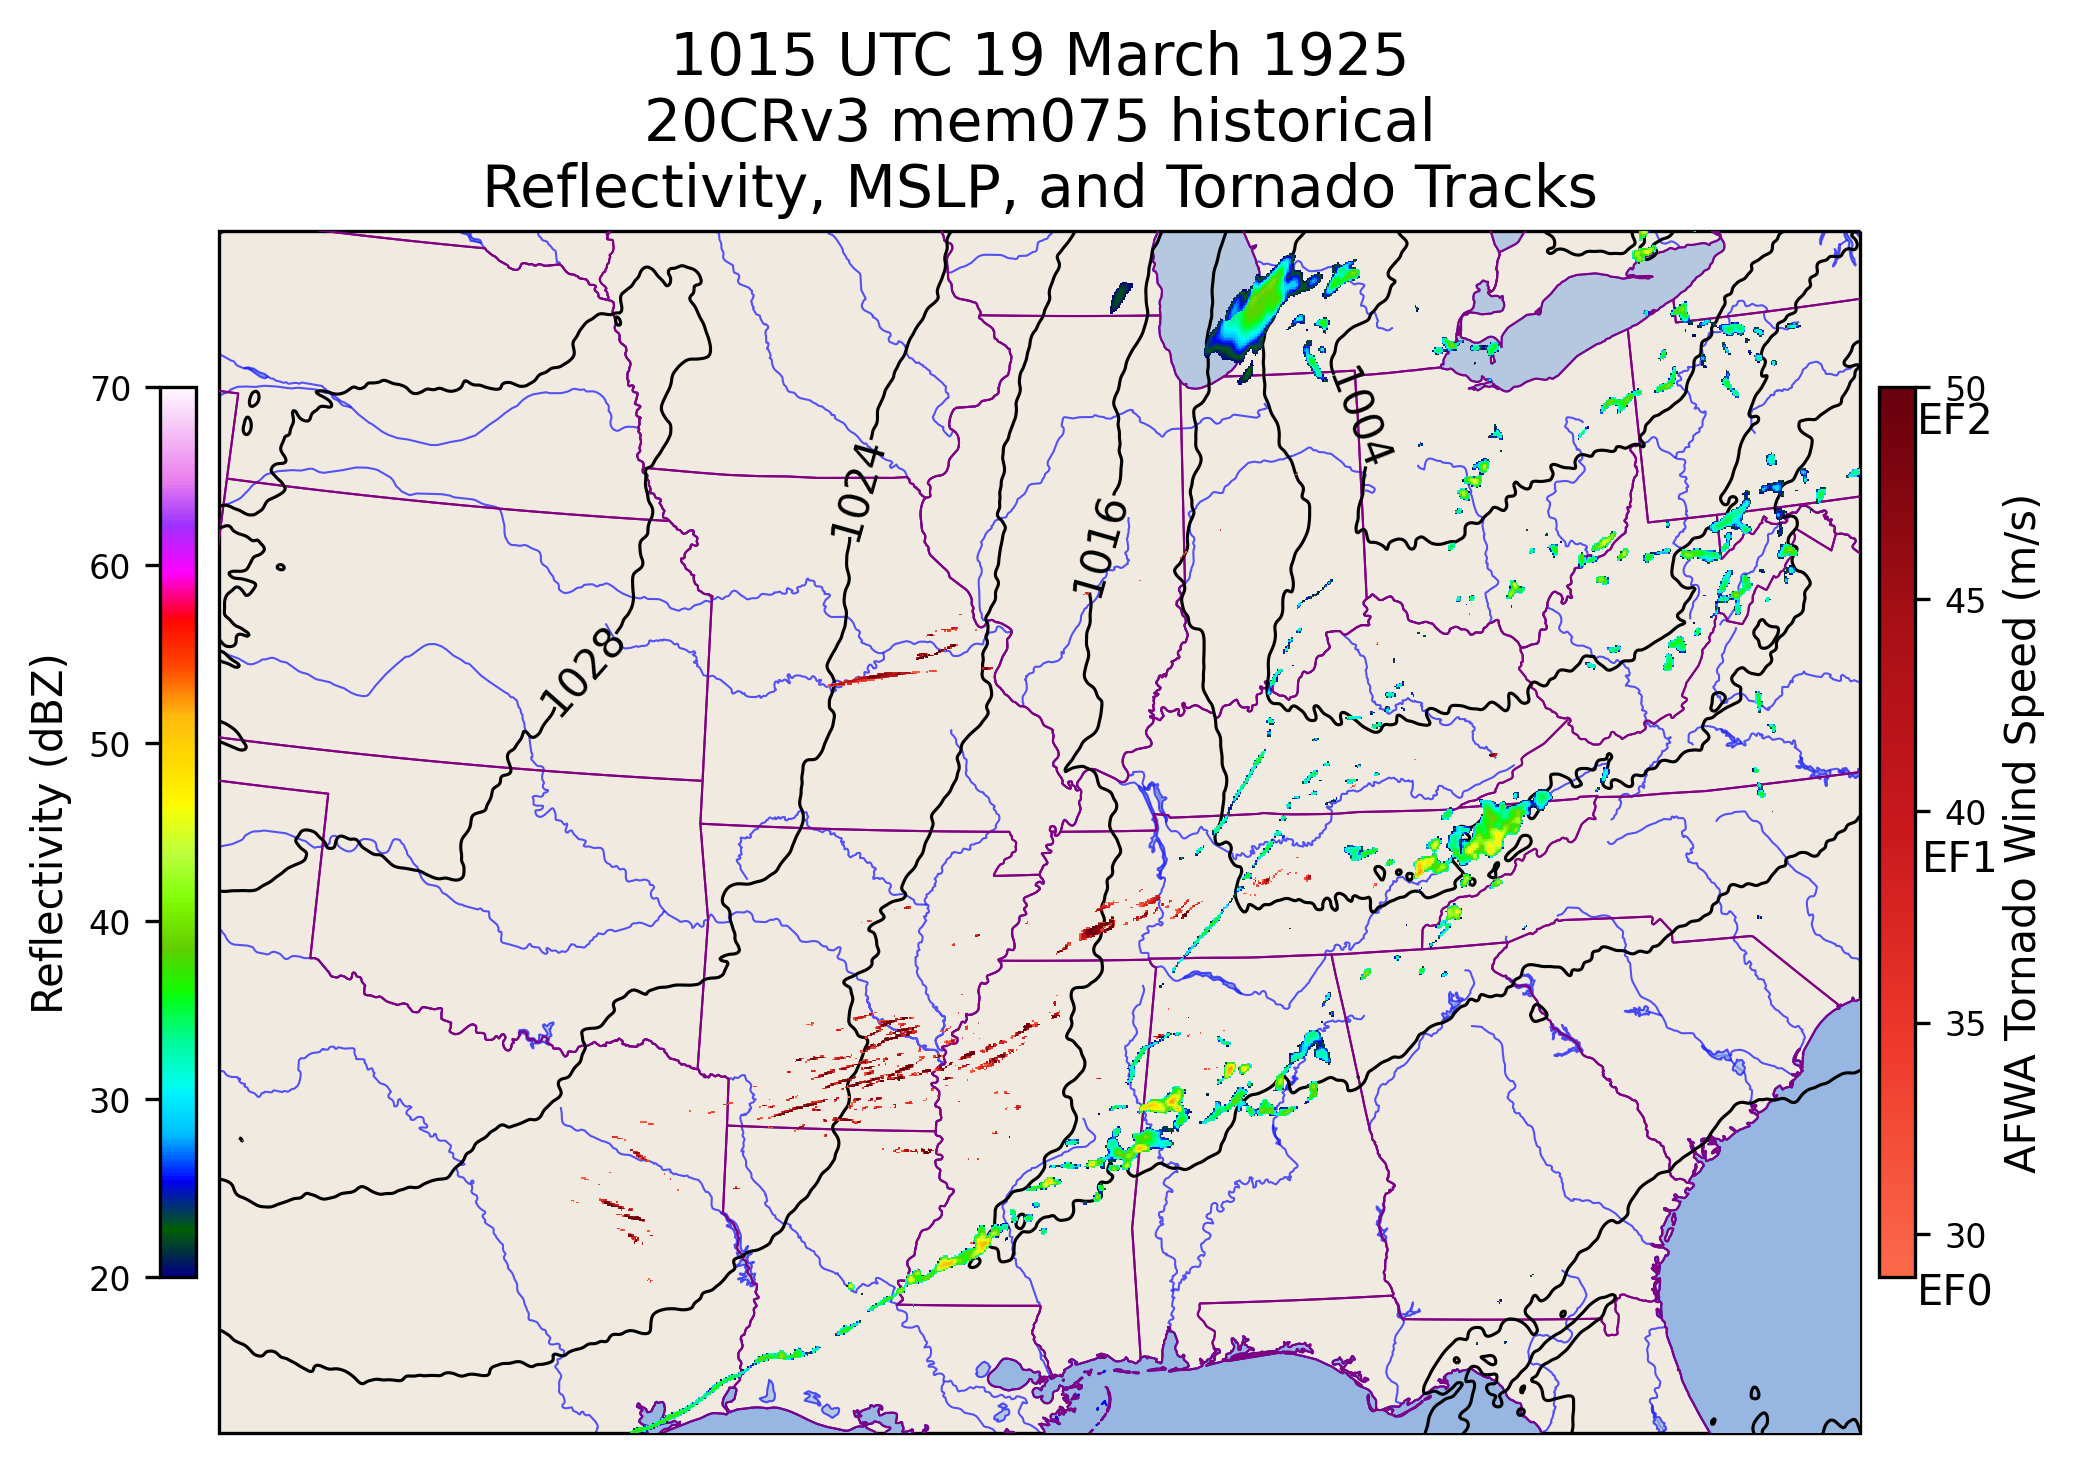 1015 UTC 19 March 1925
20CRv3 mem075 historical
Reflectivity, MSLP, and Tornado Tracks
Reflectivity (dBZ)
70
60
50
40
30
20
1004
1024
1016
1028
50
EF2
45
40
EF1
35
30
EF0
AFWA Tornado Wind Speed (m/s)